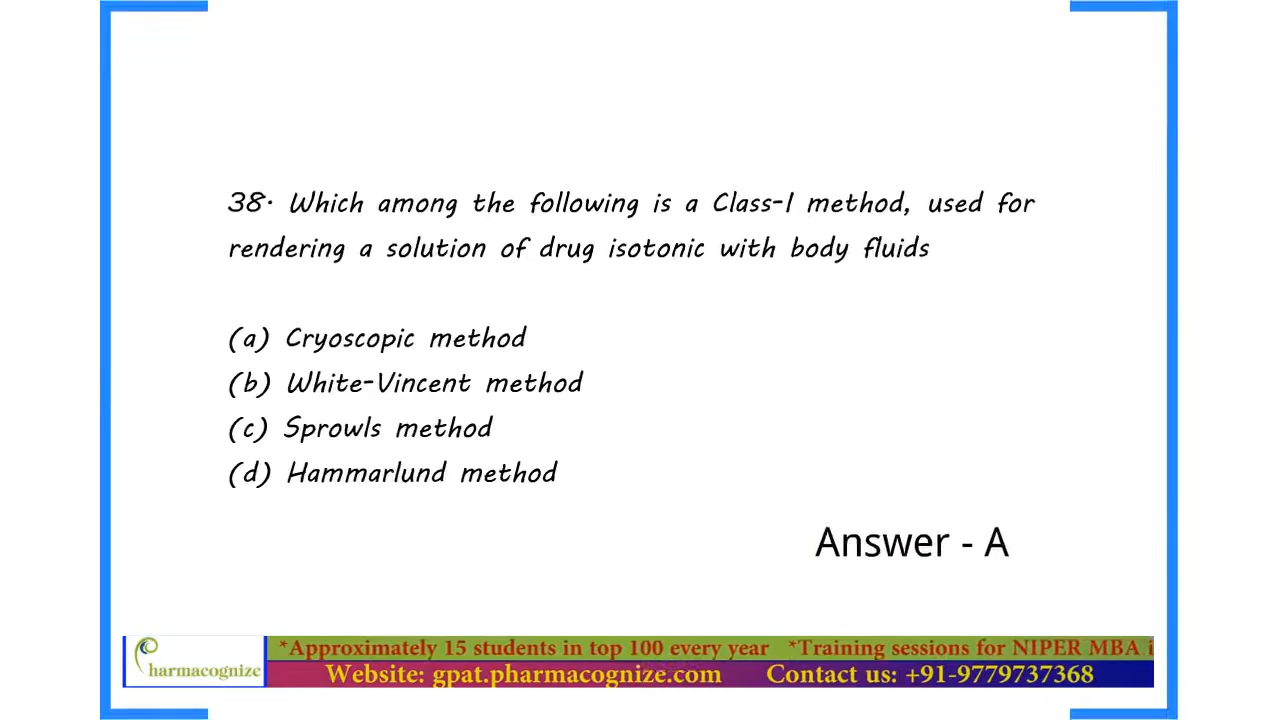 38. Which among the following is a Class-I method, used for
rendering a solution of drug isotonic with body fluids
(a) Cryoscopic method
(b) White-Vincent method
(c) Sprowls method
(d) Hammarlund method
Answer - A
harmacognize
*Approximately 15 students in top 100 every year *Training sessions for NIPER MBA i
Website: gpat.pharmacognize.com Contact us: +91-9779737368